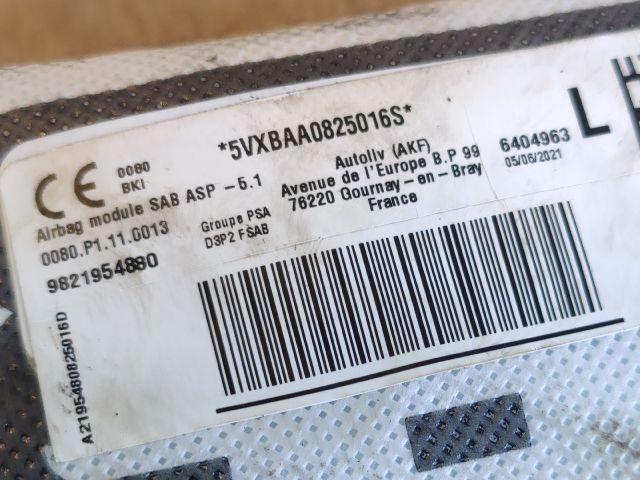 *5VXBAA0825016S*
CE 0080
BKI
Airbag module SAB ASP -5.1
0080.P1.11.0013
9821954880
Groupe PSA
D3P2 FSAB
Autoliv (AKF)
Avenue de l'Europe B.P 99
76220 Gournay-en-Bray
France
6404963
05/06/2021
L
A2195480825016D